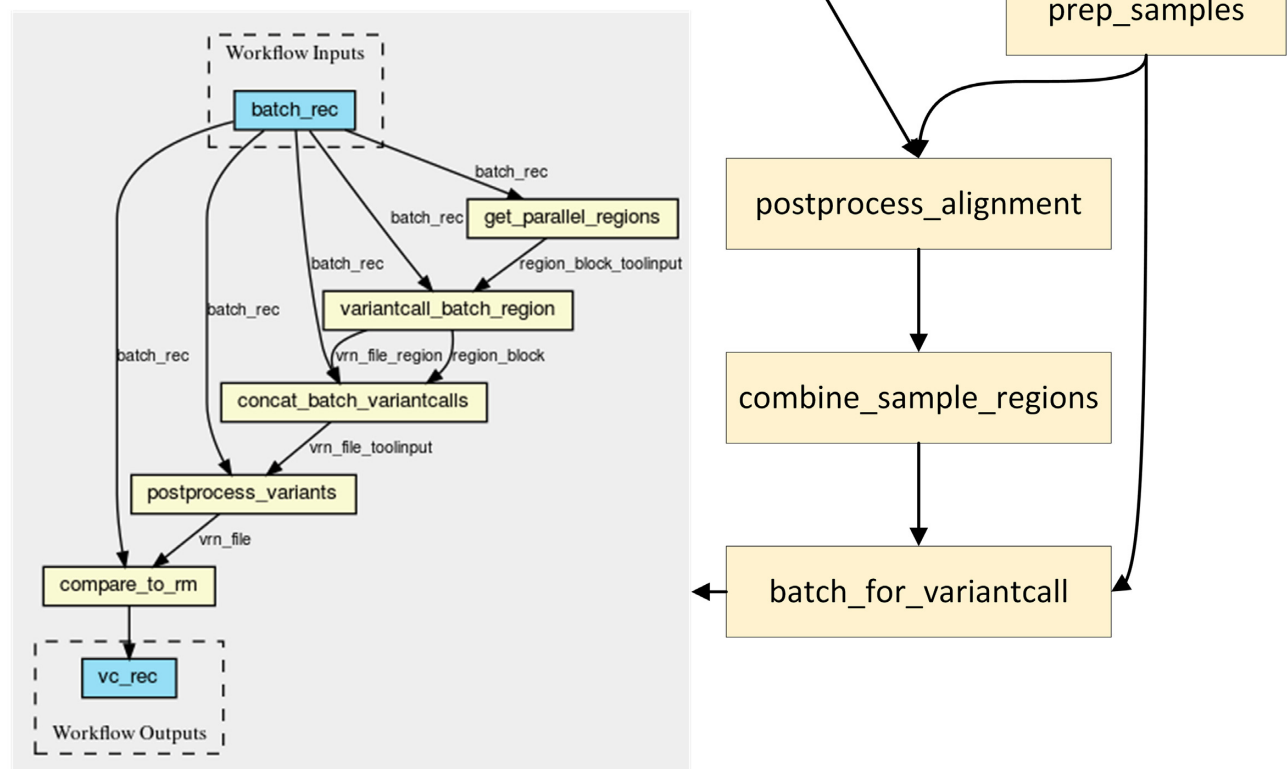 Workflow Inputs
batch_rec
batch_rec
batch_rec
get_parallel_regions
batch_rec
region_block_toolinput
batch_rec
variantcall_batch_region
batch_rec
vrn_file_region
region_block
concat_batch_variantcalls
vrn_file_toolinput
postprocess_variants
vrn_file
compare_to_rm
vc_rec
Workflow Outputs
prep_samples
postprocess_alignment
combine_sample_regions
batch_for_variantcall